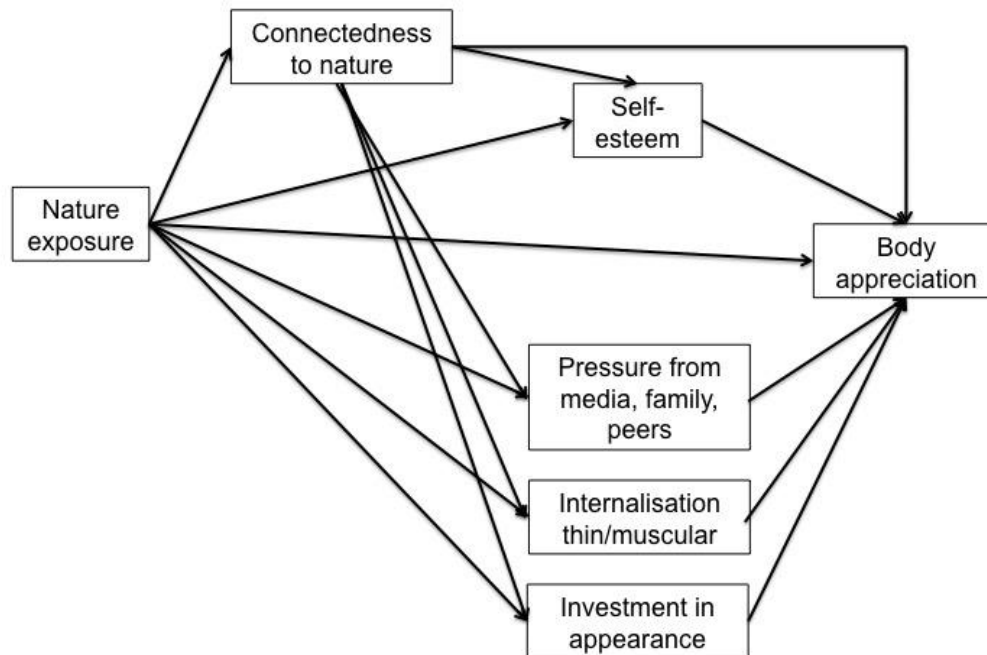 Connectedness
to nature
Self-
esteem
Nature
exposure
Body
appreciation
Pressure from
media, family,
peers
Internalisation
thin/muscular
Investment in
appearance